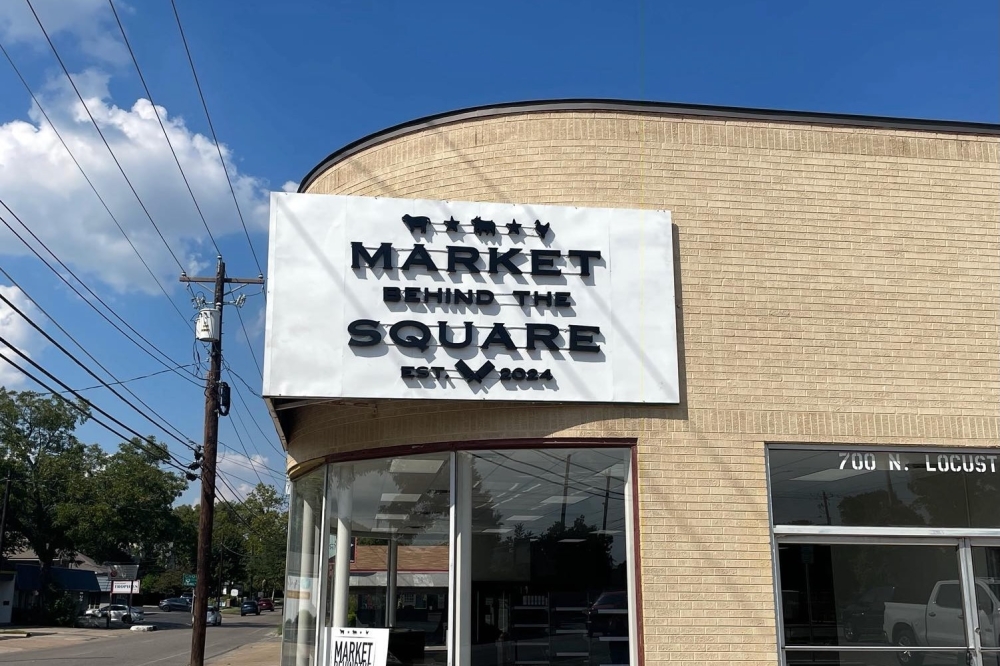 MARKET
BEHIND THE
SQUARE
EST. 2024
700 N. LOCUST
MARKET